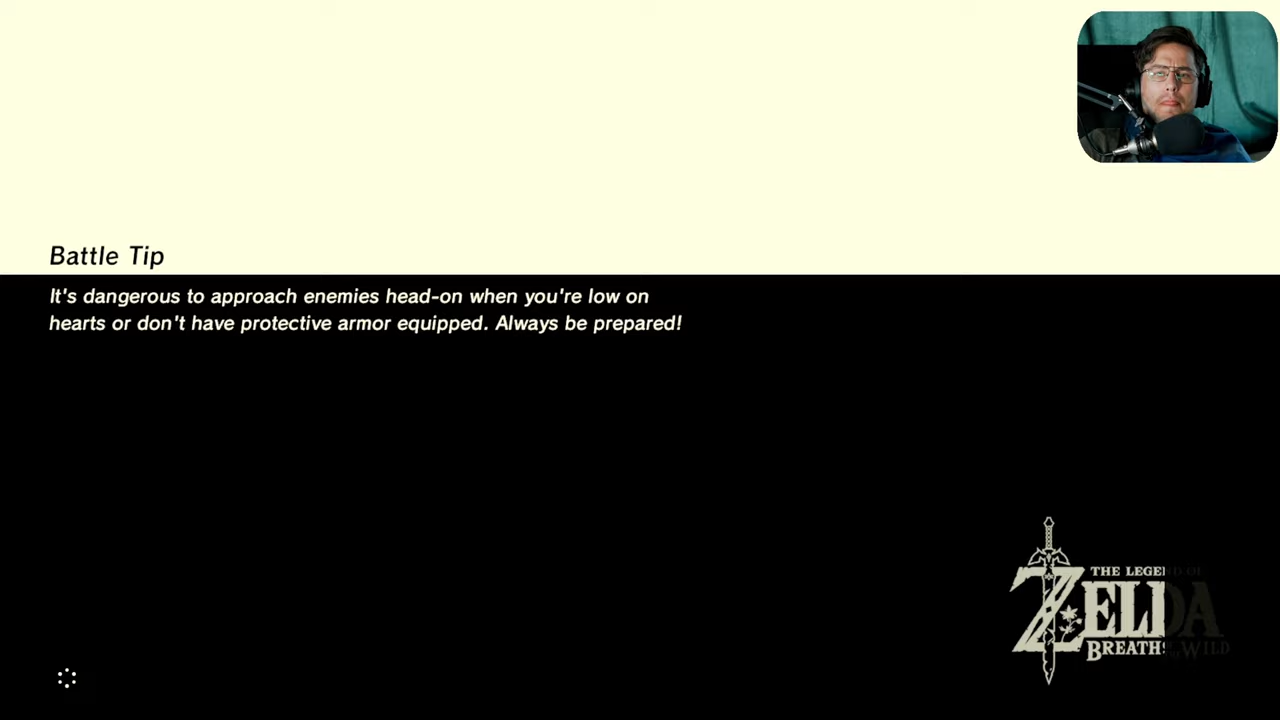 Battle Tip
It's dangerous to approach enemies head-on when you're low on
hearts or don't have protective armor equipped. Always be prepared!
THE LEGEND OF
ZELDA
BREATH OF THE WILD